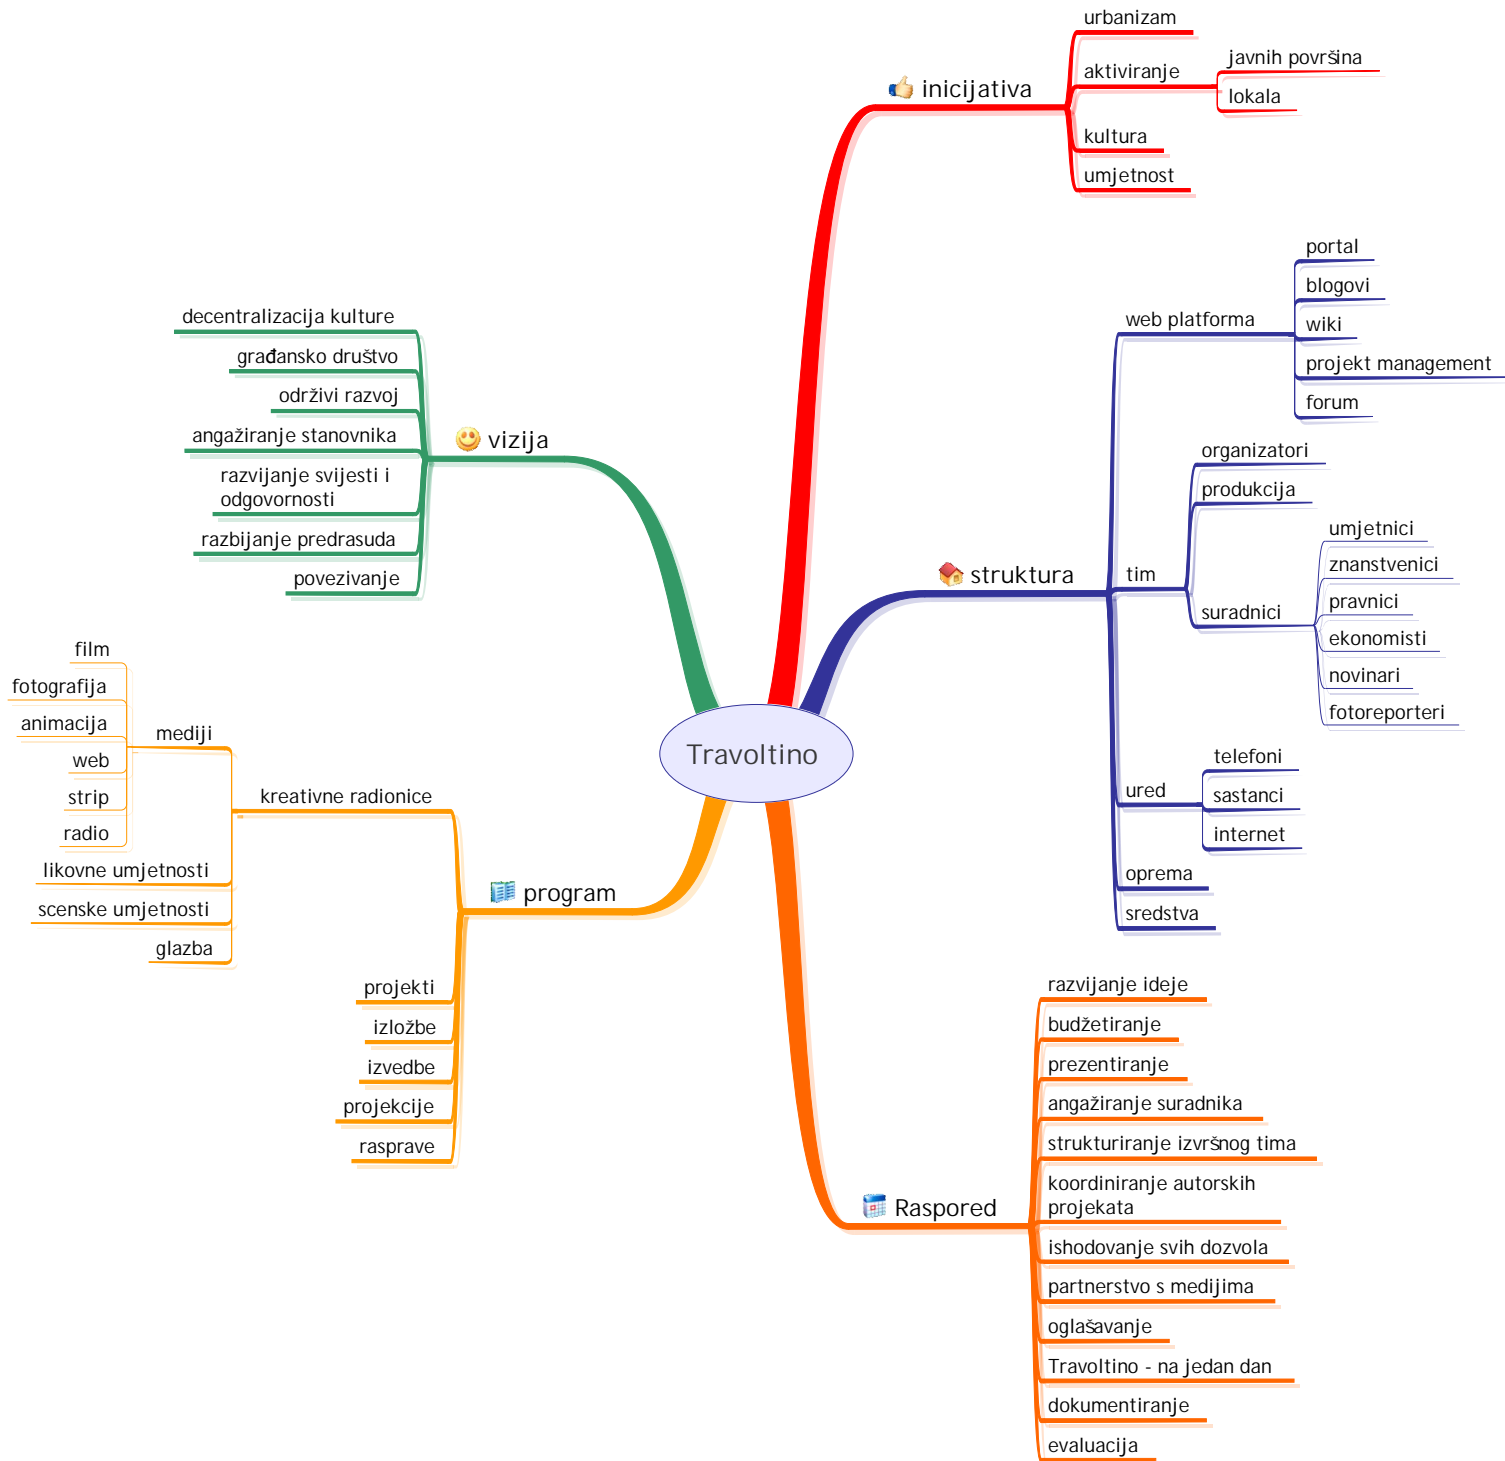 Travoltino
inicijativa
urbanizam
aktiviranje
javnih površina
lokala
kultura
umjetnost
struktura
web platforma
portal
blogovi
wiki
projekt management
forum
tim
organizatori
produkcija
suradnici
umjetnici
znanstvenici
pravnici
ekonomisti
novinari
fotoreporteri
ured
telefoni
sastanci
internet
oprema
sredstva
Raspored
razvijanje ideje
budžetiranje
prezentiranje
angažiranje suradnika
strukturiranje izvršnog tima
koordiniranje autorskih
projekata
ishodovanje svih dozvola
partnerstvo s medijima
oglašavanje
Travoltino - na jedan dan
dokumentiranje
evaluacija
vizija
decentralizacija kulture
građansko društvo
održivi razvoj
angažiranje stanovnika
razvijanje svijesti i
odgovornosti
razbijanje predrasuda
povezivanje
program
kreativne radionice
mediji
film
fotografija
animacija
web
strip
radio
likovne umjetnosti
scenske umjetnosti
glazba
projekti
izložbe
izvedbe
projekcije
rasprave